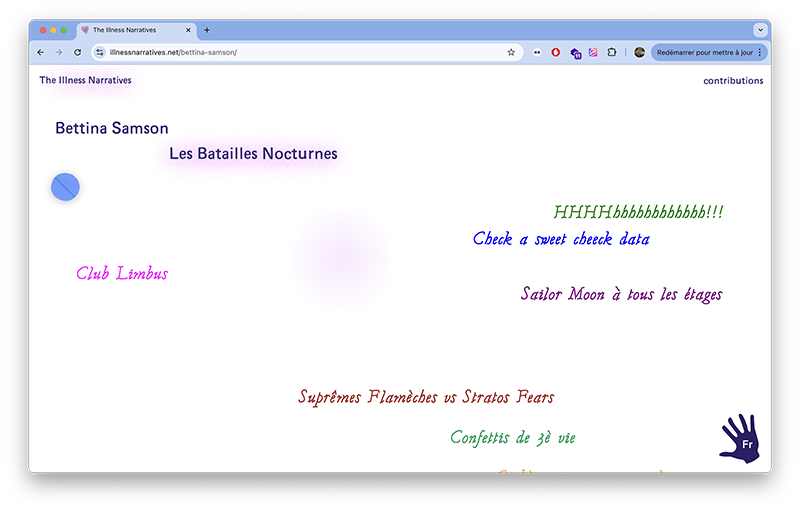 The Illness Narratives
illnessnarratives.net/bettina-samson/
11
Redémarrer pour mettre à jour
The Illness Narratives
contributions
Bettina Samson
Les Batailles Nocturnes
HHHHbbbbbbbbbbbb!!!
Check a sweet cheeck data
Club Limbus
Sailor Moon à tous les étages
Suprêmes Flamèches vs Stratos Fears
Confettis de 3è vie
Fr